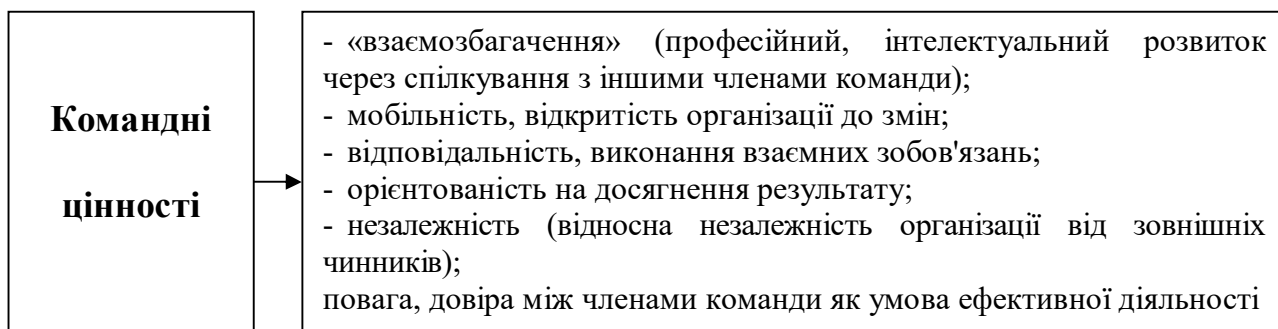 Командні
цінності
- «взаємозбагачення» (професійний, інтелектуальний розвиток
через спілкування з іншими членами команди);
- мобільність, відкритість організації до змін;
- відповідальність, виконання взаємних зобов'язань;
- орієнтованість на досягнення результату;
- незалежність (відносна незалежність організації від зовнішніх
чинників);
повага, довіра між членами команди як умова ефективної діяльності